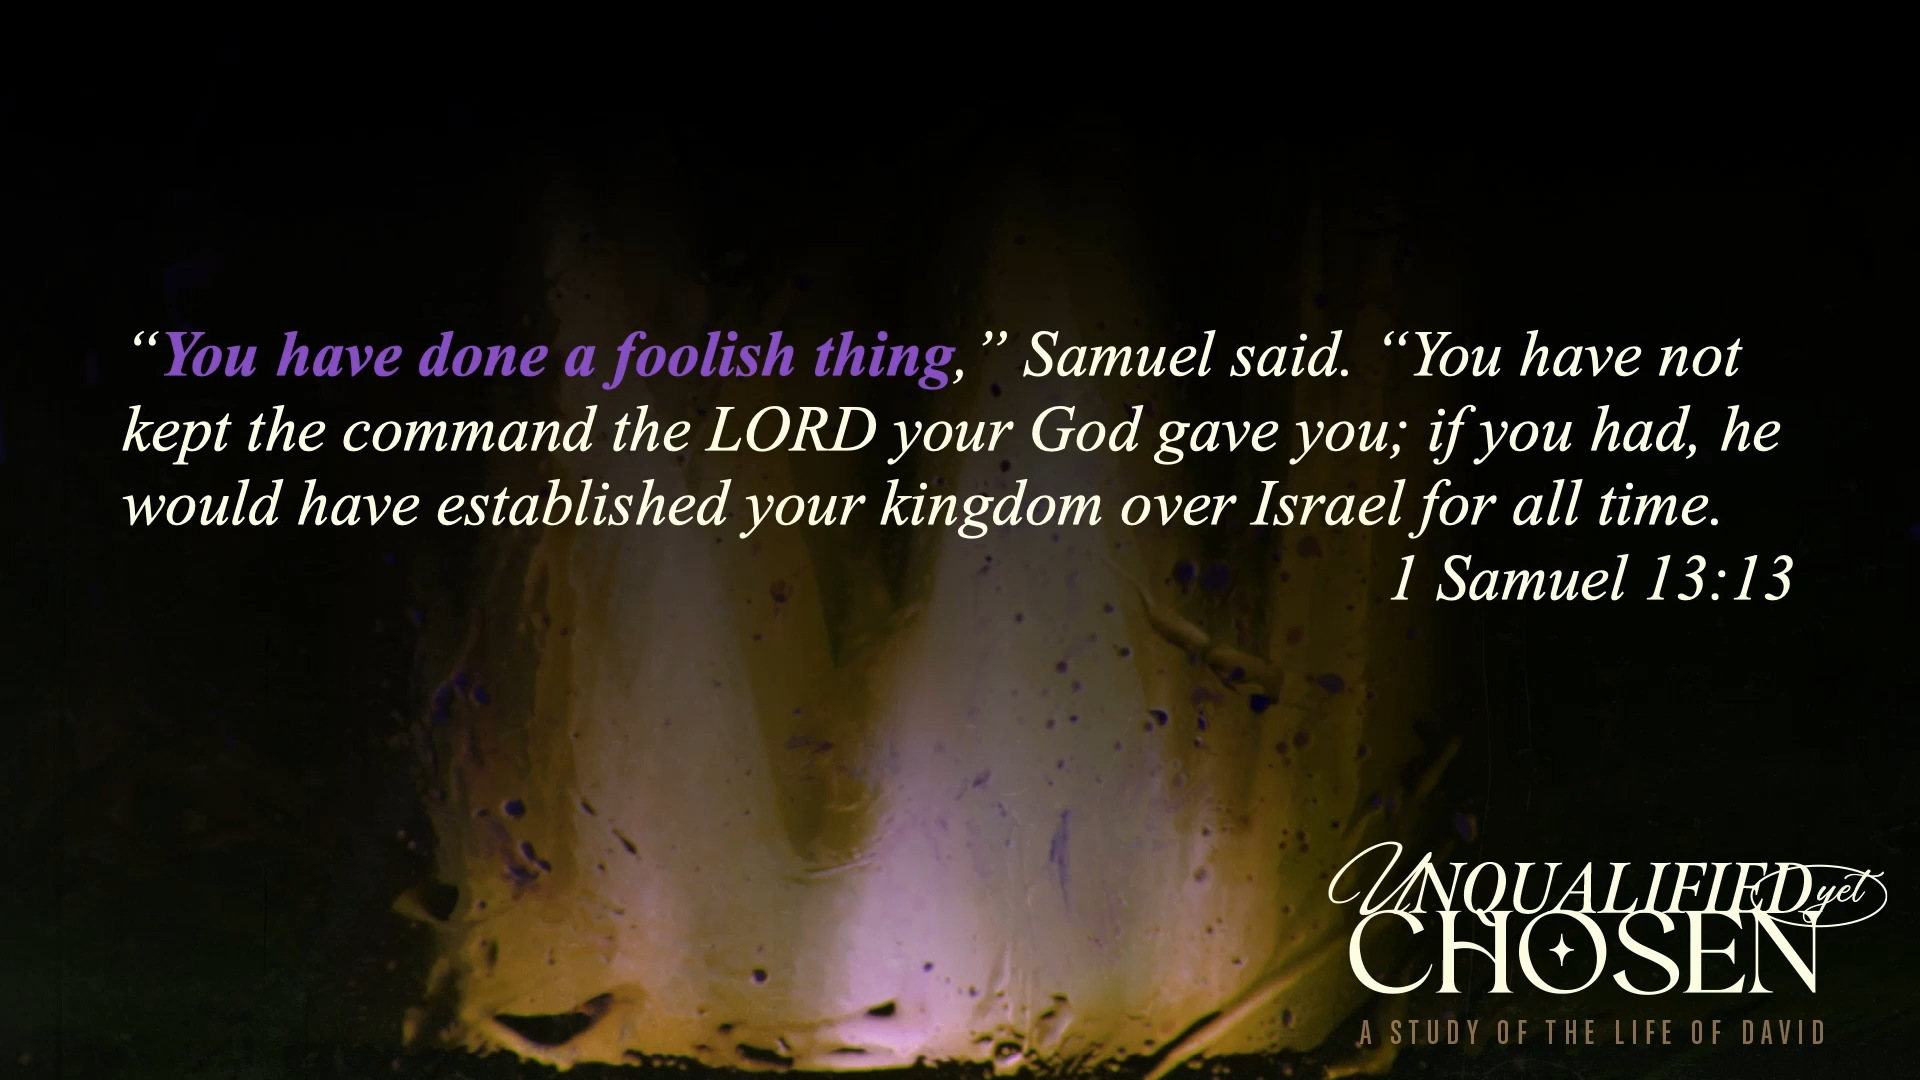 “You have done a foolish thing,” Samuel said. “You have not
kept the command the LORD your God gave you; if you had, he
would have established your kingdom over Israel for all time.
1 Samuel 13:13
UNQUALIFIED yet
CHOSEN
A STUDY OF THE LIFE OF DAVID